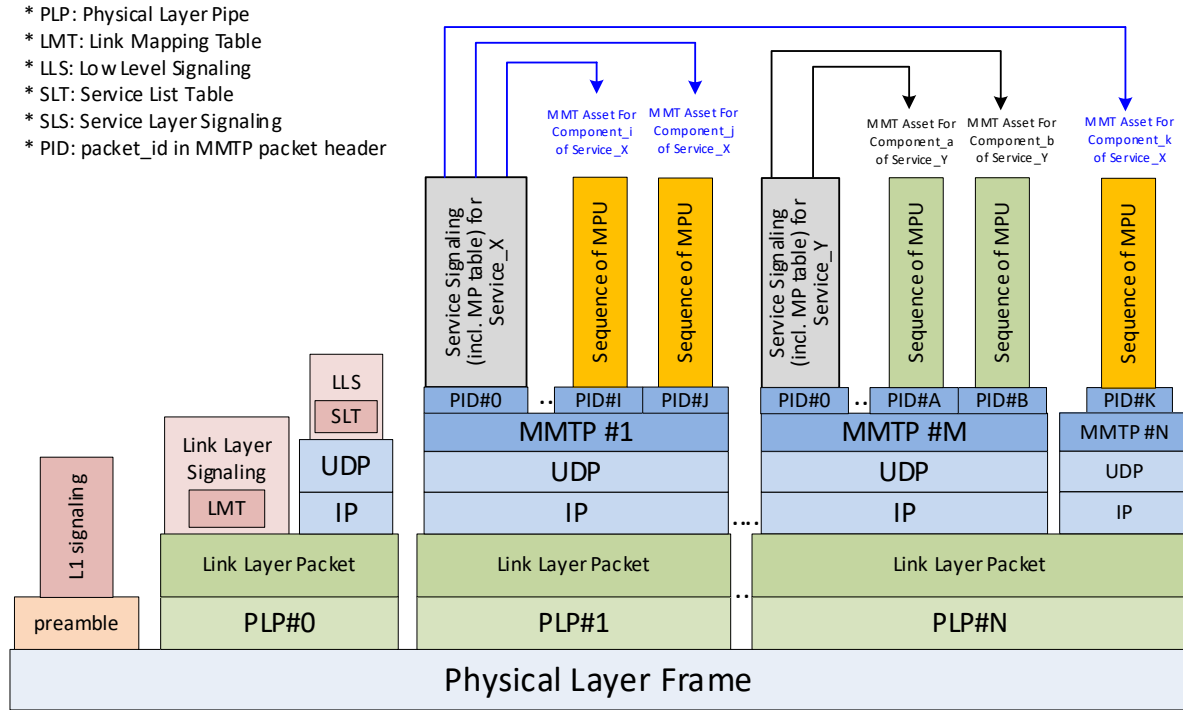 * PLP: Physical Layer Pipe
* LMT: Link Mapping Table
* LLS: Low Level Signaling
* SLT: Service List Table
* SLS: Service Layer Signaling
* PID: packet_id in MMTP packet header
MMT Asset For
Component_i
of Service_X
MMT Asset For
Component_j
of Service_X
MMT Asset For
Component_a
of Service_Y
MMT Asset For
Component_b
of Service_Y
MMT Asset For
Component_k
of Service_X
Service Signaling
(incl. MP table) for
Service_X
Sequence of MPU
Sequence of MPU
Service Signaling
(incl. MP table) for
Service_Y
Sequence of MPU
Sequence of MPU
Sequence of MPU
PID#0
..
PID#I
PID#J
PID#0
..
PID#A
PID#B
PID#K
MMTP #1
MMTP #M
MMTP #N
LLS
SLT
UDP
IP
UDP
IP
UDP
IP
UDP
IP
....
Link Layer
Signaling
LMT
L1 signaling
Link Layer Packet
Link Layer Packet
..
Link Layer Packet
preamble
PLP#0
PLP#1
..
PLP#N
Physical Layer Frame